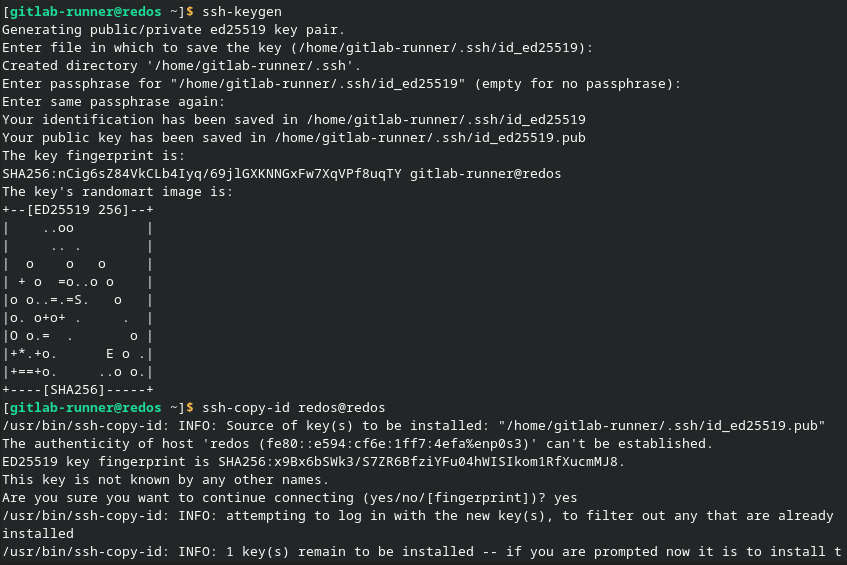 [gitlab-runner@redos ~]$ ssh-keygen
Generating public/private ed25519 key pair.
Enter file in which to save the key (/home/gitlab-runner/.ssh/id_ed25519):
Created directory '/home/gitlab-runner/.ssh'.
Enter passphrase for "/home/gitlab-runner/.ssh/id_ed25519" (empty for no passphrase):
Enter same passphrase again:
Your identification has been saved in /home/gitlab-runner/.ssh/id_ed25519
Your public key has been saved in /home/gitlab-runner/.ssh/id_ed25519.pub
The key fingerprint is:
SHA256:nCig6sZ84VkCLb4Iyq/69jlGXKNNGxFw7XqVPf8uqTY gitlab-runner@redos
The key's randomart image is:
+--[ED25519 256]--+
|    ..oo         |
|     .. .        |
|  o    o   o     |
| + o  =o..o o    |
|o o..=.=S.   o   |
|o. o+o+ .     .  |
|O o.=  .       o |
|+*.+o.      E o .|
|+==+o.     ..o o.|
+----[SHA256]-----+
[gitlab-runner@redos ~]$ ssh-copy-id redos@redos
/usr/bin/ssh-copy-id: INFO: Source of key(s) to be installed: "/home/gitlab-runner/.ssh/id_ed25519.pub"
The authenticity of host 'redos (fe80::e594:cf6e:1ff7:4efa%enp0s3)' can't be established.
ED25519 key fingerprint is SHA256:x9Bx6bSWk3/S7ZR6BfziYFu04hWISIkom1RfXucmMJ8.
This key is not known by any other names.
Are you sure you want to continue connecting (yes/no/[fingerprint])? yes
/usr/bin/ssh-copy-id: INFO: attempting to log in with the new key(s), to filter out any that are already
installed
/usr/bin/ssh-copy-id: INFO: 1 key(s) remain to be installed -- if you are prompted now it is to install t